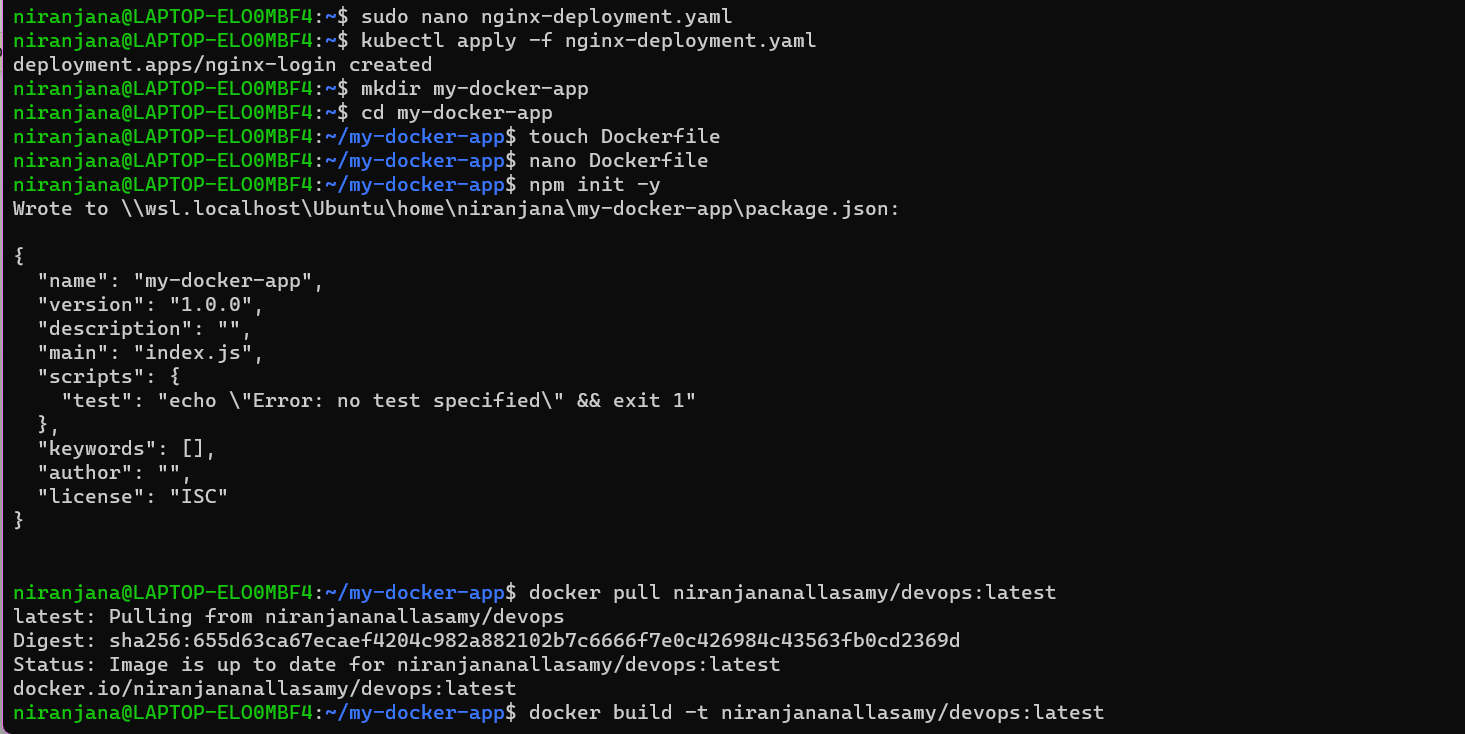 niranjana@LAPTOP-ELO0MBF4:~$ sudo nano nginx-deployment.yaml
niranjana@LAPTOP-ELO0MBF4:~$ kubectl apply -f nginx-deployment.yaml
deployment.apps/nginx-login created
niranjana@LAPTOP-ELO0MBF4:~$ mkdir my-docker-app
niranjana@LAPTOP-ELO0MBF4:~$ cd my-docker-app
niranjana@LAPTOP-ELO0MBF4:~/my-docker-app$ touch Dockerfile
niranjana@LAPTOP-ELO0MBF4:~/my-docker-app$ nano Dockerfile
niranjana@LAPTOP-ELO0MBF4:~/my-docker-app$ npm init -y
Wrote to \\wsl.localhost\Ubuntu\home\niranjana\my-docker-app\package.json:
{
  "name": "my-docker-app",
  "version": "1.0.0",
  "description": "",
  "main": "index.js",
  "scripts": {
    "test": "echo \"Error: no test specified\" && exit 1"
  },
  "keywords": [],
  "author": "",
  "license": "ISC"
}
niranjana@LAPTOP-ELO0MBF4:~/my-docker-app$ docker pull niranjananallasamy/devops:latest
latest: Pulling from niranjananallasamy/devops
Digest: sha256:655d63ca67ecaef4204c982a882102b7c6666f7e0c426984c43563fb0cd2369d
Status: Image is up to date for niranjananallasamy/devops:latest
docker.io/niranjananallasamy/devops:latest
niranjana@LAPTOP-ELO0MBF4:~/my-docker-app$ docker build -t niranjananallasamy/devops:latest